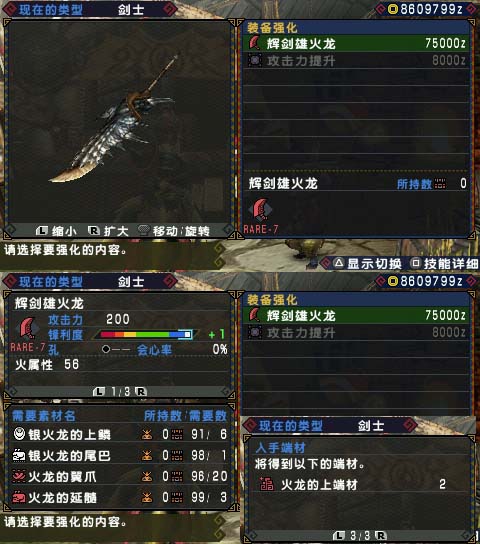 现在的类型 剑士
8609799z
装备强化
辉剑雄火龙 75000z
攻击力提升 8000z
辉剑雄火龙 所持数 0
RARE-7
L 缩小 R 扩大 移动/旋转
请选择要强化的内容。
△显示切换 □技能详细
现在的类型 剑士
8609799z
辉剑雄火龙
攻击力 200
锋利度 +1
RARE-7 孔 ●—— 会心率 0%
火属性 56
L 1/3 R
装备强化
辉剑雄火龙 75000z
攻击力提升 8000z
需要素材名 所持数/需要数
银火龙的上鳞 0 91/ 6
银火龙的尾巴 0 98/ 1
火龙的翼爪 0 96/20
火龙的延髓 0 99/ 3
请选择要强化的内容。
现在的类型 剑士
入手端材
将得到以下的端材。
火龙的上端材 2
L 3/3 R